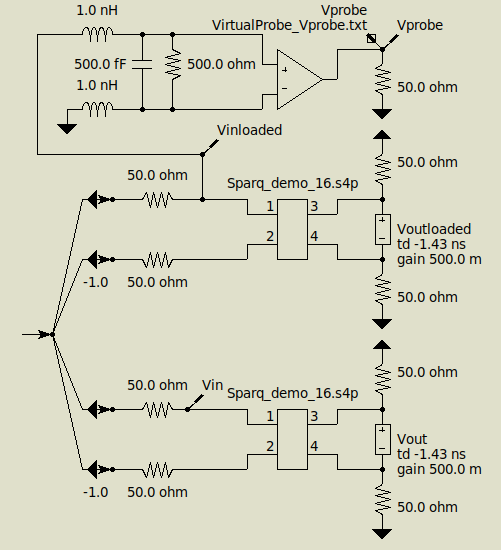 1.0 nH
Vprobe
VirtualProbe_Vprobe.txt
Vprobe
500.0 fF
500.0 ohm
+
-
50.0 ohm
1.0 nH
Vinloaded
50.0 ohm
50.0 ohm
Sparq_demo_16.s4p
1
3
2
4
+
-
Voutloaded
td -1.43 ns
gain 500.0 m
-1.0
50.0 ohm
50.0 ohm
50.0 ohm
50.0 ohm
Vin
Sparq_demo_16.s4p
1
3
2
4
+
-
Vout
td -1.43 ns
gain 500.0 m
-1.0
50.0 ohm
50.0 ohm